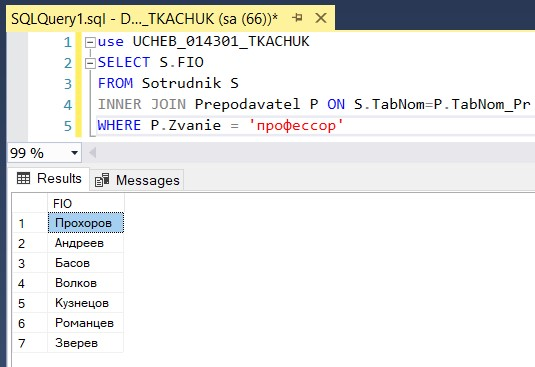 SQLQuery1.sql - D..._TKACHUK (sa (66))*
1 use UCHEB_014301_TKACHUK
2 SELECT S.FIO
3 FROM Sotrudnik S
4 INNER JOIN Prepodavatel P ON S.TabNom=P.TabNom_Pr
5 WHERE P.Zvanie = 'профессор'
99 %
Results Messages
FIO
1 Прохоров
2 Андреев
3 Басов
4 Волков
5 Кузнецов
6 Романцев
7 Зверев